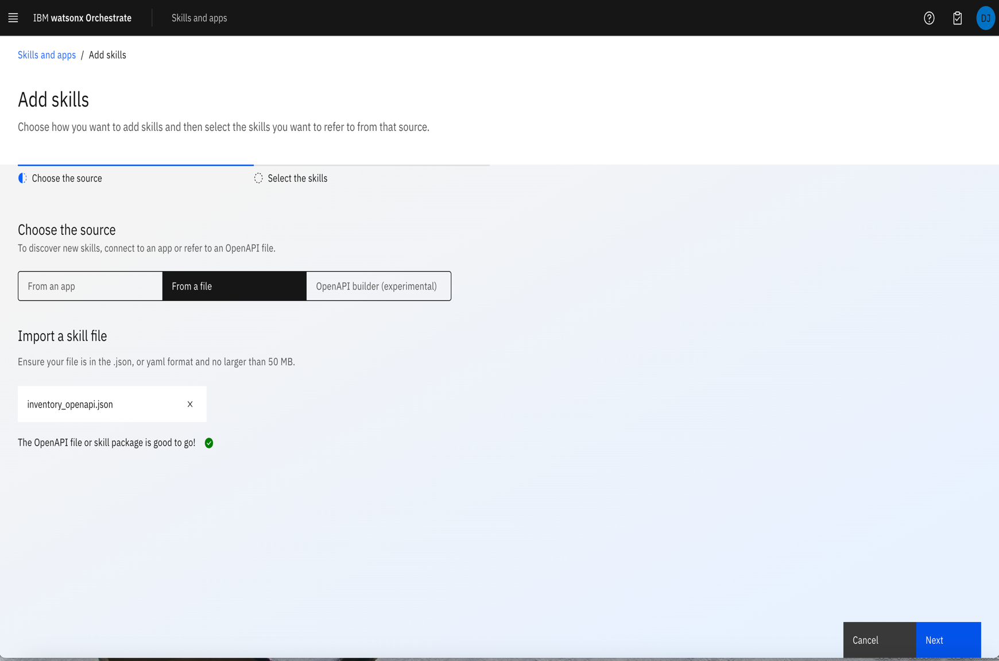 IBM watsonx Orchestrate
Skills and apps
DJ
Skills and apps / Add skills
Add skills
Choose how you want to add skills and then select the skills you want to refer to from that source.
Choose the source
Select the skills
Choose the source
To discover new skills, connect to an app or refer to an OpenAPI file.
From an app
From a file
OpenAPI builder (experimental)
Import a skill file
Ensure your file is in the .json, or yaml format and no larger than 50 MB.
inventory_openapi.json
The OpenAPI file or skill package is good to go!
Cancel
Next